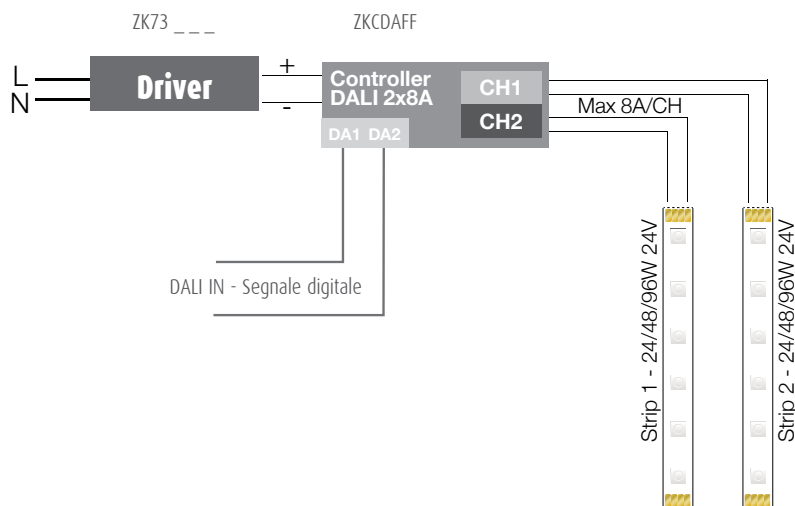 ZK73 _ _ _
ZKCDAFF
L
N
Driver
+
-
Controller
DALI 2x8A
CH1
CH2
DA1 DA2
Max 8A/CH
DALI IN - Segnale digitale
Strip 1 - 24/48/96W 24V
Strip 2 - 24/48/96W 24V